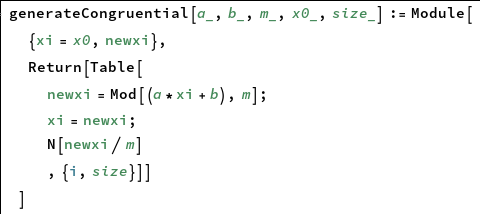 generateCongruential[a_, b_, m_, x0_, size_] := Module[
{xi = x0, newxi},
Return[Table[
newxi = Mod[(a * xi + b), m];
xi = newxi;
N[newxi / m]
, {i, size}]]
]